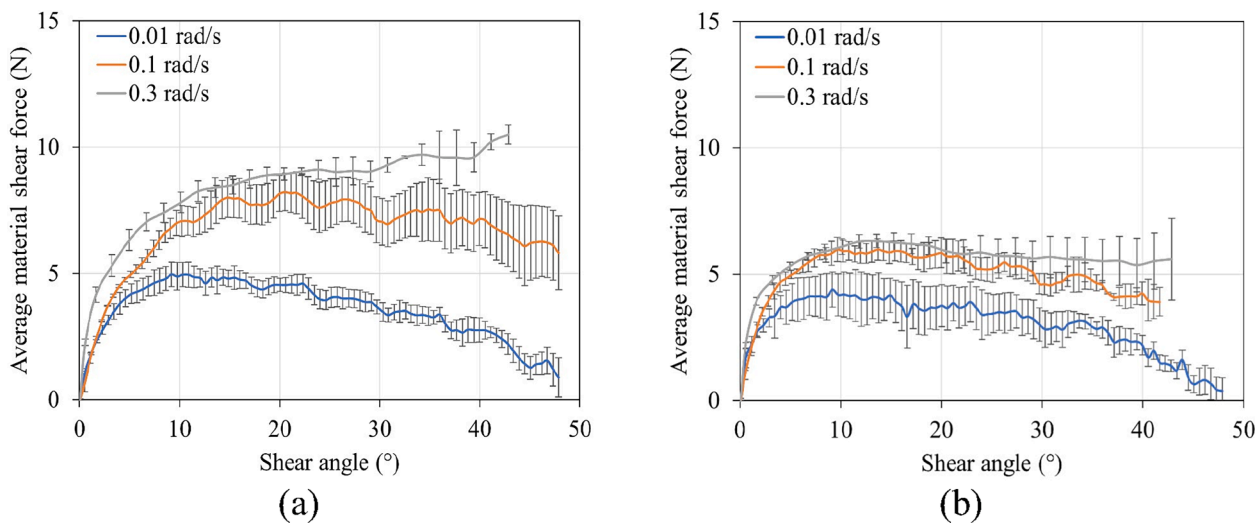 15
10
5
0
Average material shear force (N)
0.01 rad/s
0.1 rad/s
0.3 rad/s
0 10 20 30 40 50
Shear angle (°)
(a)
15
10
5
0
Average material shear force (N)
0.01 rad/s
0.1 rad/s
0.3 rad/s
0 10 20 30 40 50
Shear angle (°)
(b)